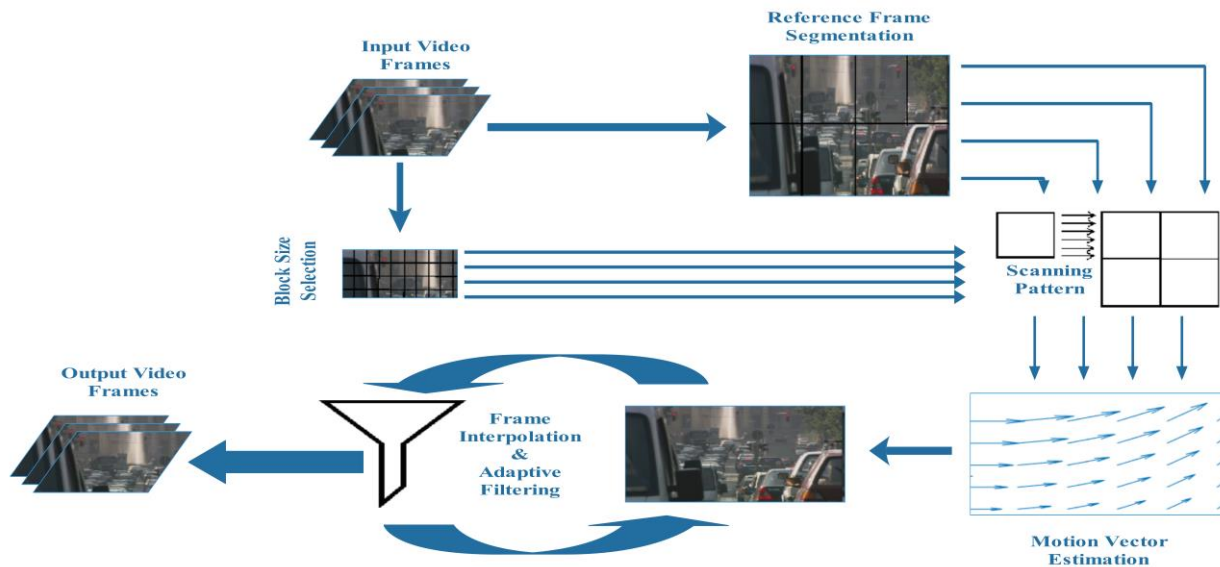 Reference Frame
Segmentation
Input Video
Frames
Block Size
Selection
Scanning
Pattern
Output Video
Frames
Frame
Interpolation
&
Adaptive
Filtering
Motion Vector
Estimation